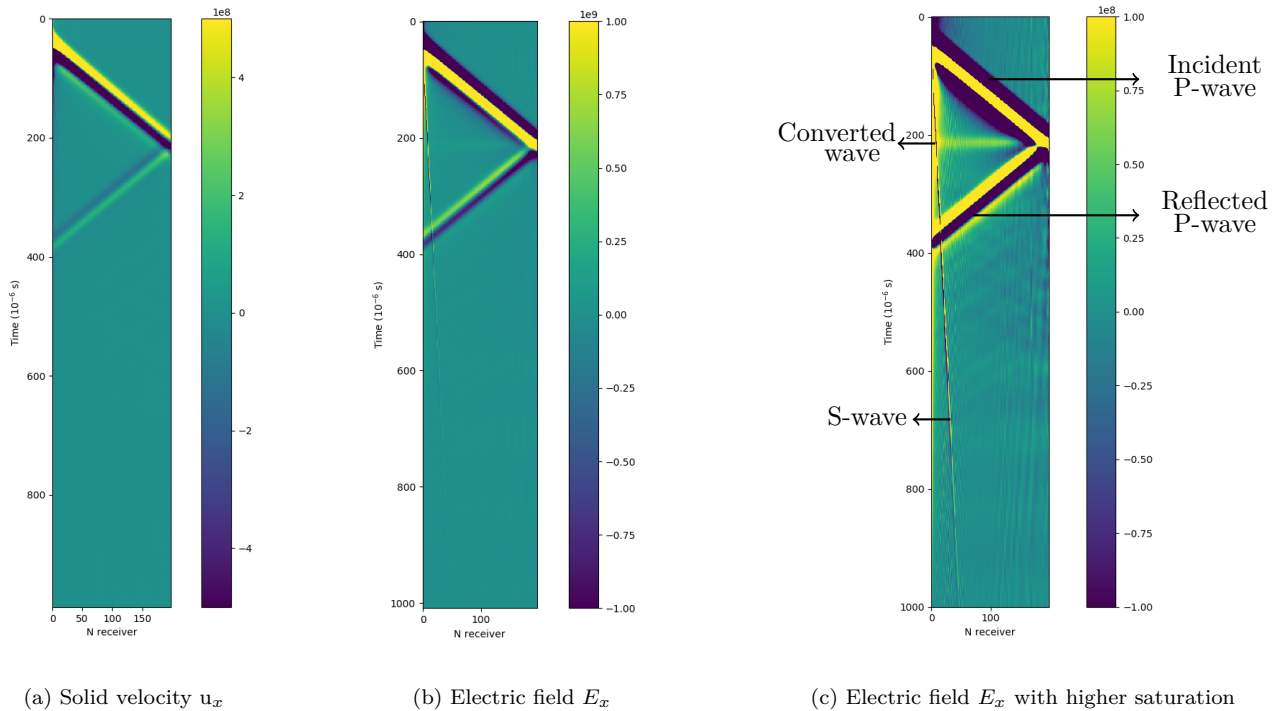 1e8
0
200
400
600
800
Time (10⁻⁶ s)
0 50 100 150
N receiver
4
2
0
−2
−4
(a) Solid velocity uₓ
1e9
0
200
400
600
800
1000
Time (10⁻⁶ s)
0 100
N receiver
1.00
0.75
0.50
0.25
0.00
−0.25
−0.50
−0.75
−1.00
(b) Electric field Eₓ
1e8
0
200
400
600
800
1000
Time (10⁻⁶ s)
0 100
N receiver
1.00
0.75
0.50
0.25
0.00
−0.25
−0.50
−0.75
−1.00
Incident
P-wave
Converted
wave
Reflected
P-wave
S-wave
(c) Electric field Eₓ with higher saturation